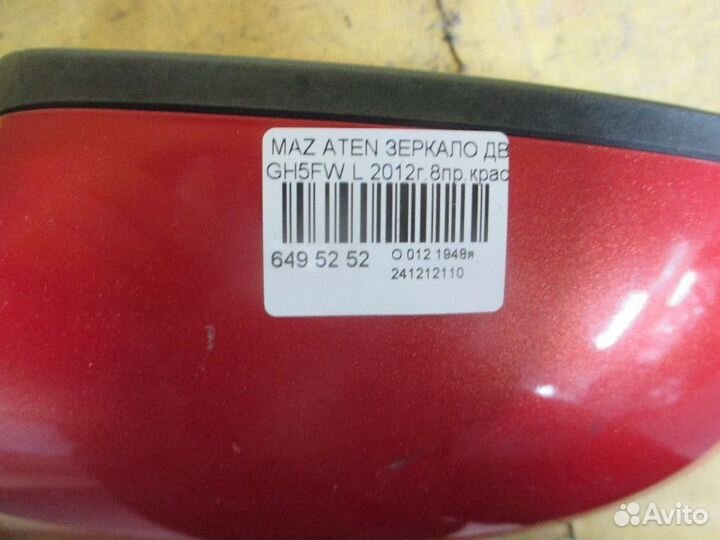 MAZ ATEN ЗЕРКАЛО ДВ
GH5FW L 2012г.8пр.крас
649 52 52
О 012 1948я
241212110
Avito